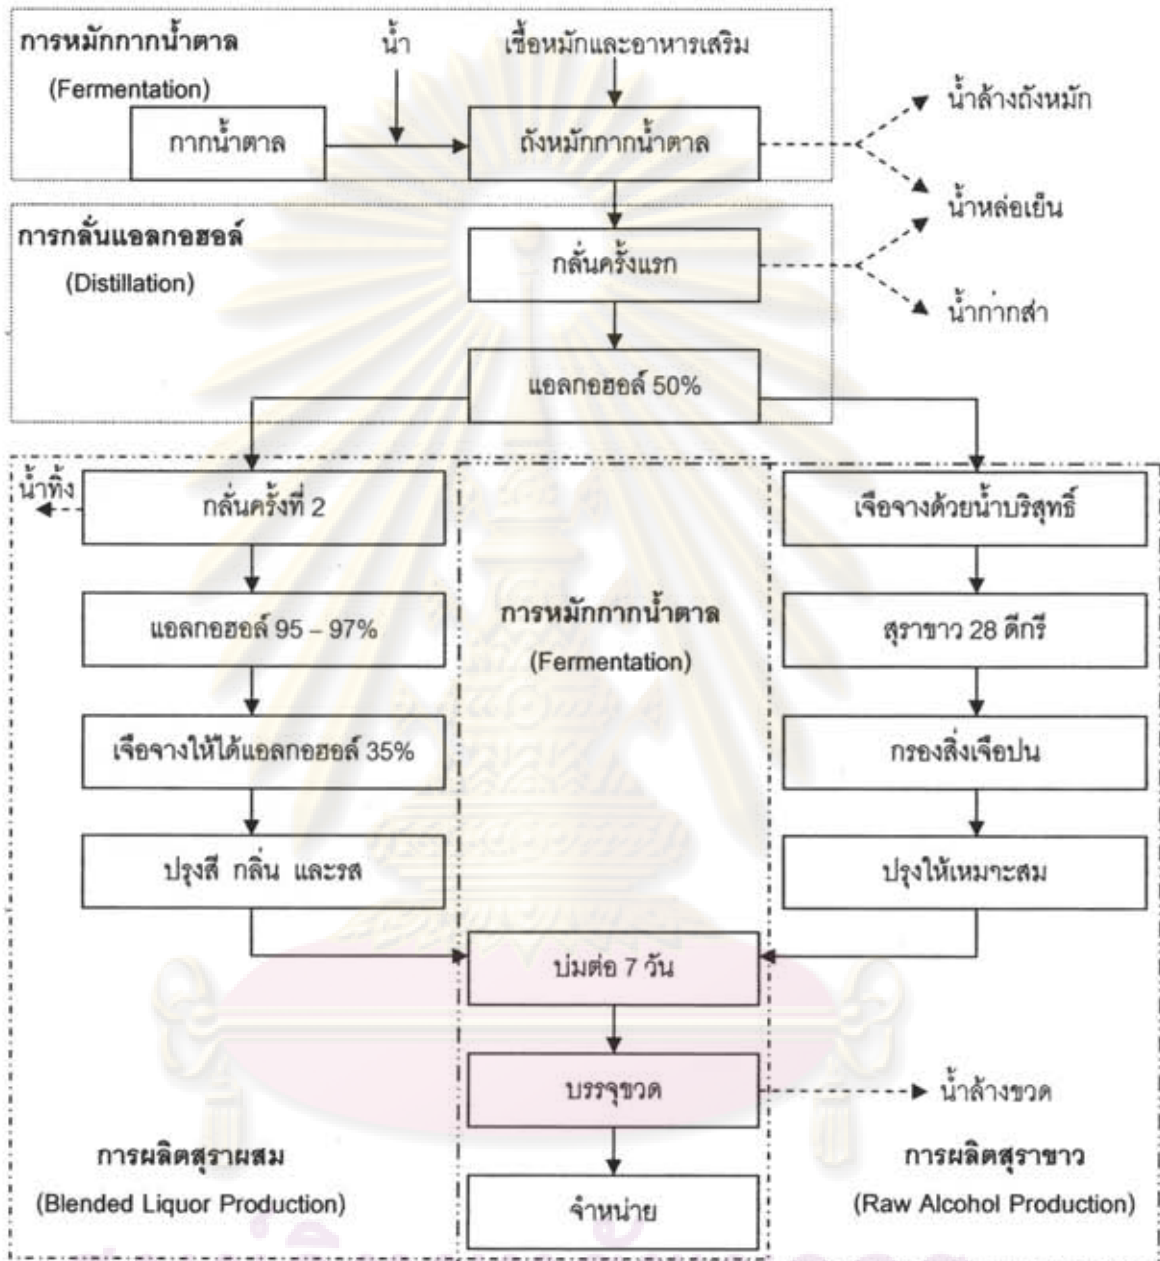 การหมักกากน้ำตาล
(Fermentation)
น้ำ
เชื้อหมักและอาหารเสริม
กากน้ำตาล
ถังหมักกากน้ำตาล
น้ำล้างถังหมัก
น้ำหล่อเย็น
การกลั่นแอลกอฮอล์
(Distillation)
กลั่นครั้งแรก
น้ำกากส่า
แอลกอฮอล์ 50%
น้ำทิ้ง
กลั่นครั้งที่ 2
แอลกอฮอล์ 95 – 97%
เจือจางให้ได้แอลกอฮอล์ 35%
ปรุงสี กลิ่น และรส
การหมักกากน้ำตาล
(Fermentation)
เจือจางด้วยน้ำบริสุทธิ์
สุราขาว 28 ดีกรี
กรองสิ่งเจือปน
ปรุงให้เหมาะสม
บ่มต่อ 7 วัน
บรรจุขวด
น้ำล้างขวด
จำหน่าย
การผลิตสุราผสม
(Blended Liquor Production)
การผลิตสุราขาว
(Raw Alcohol Production)